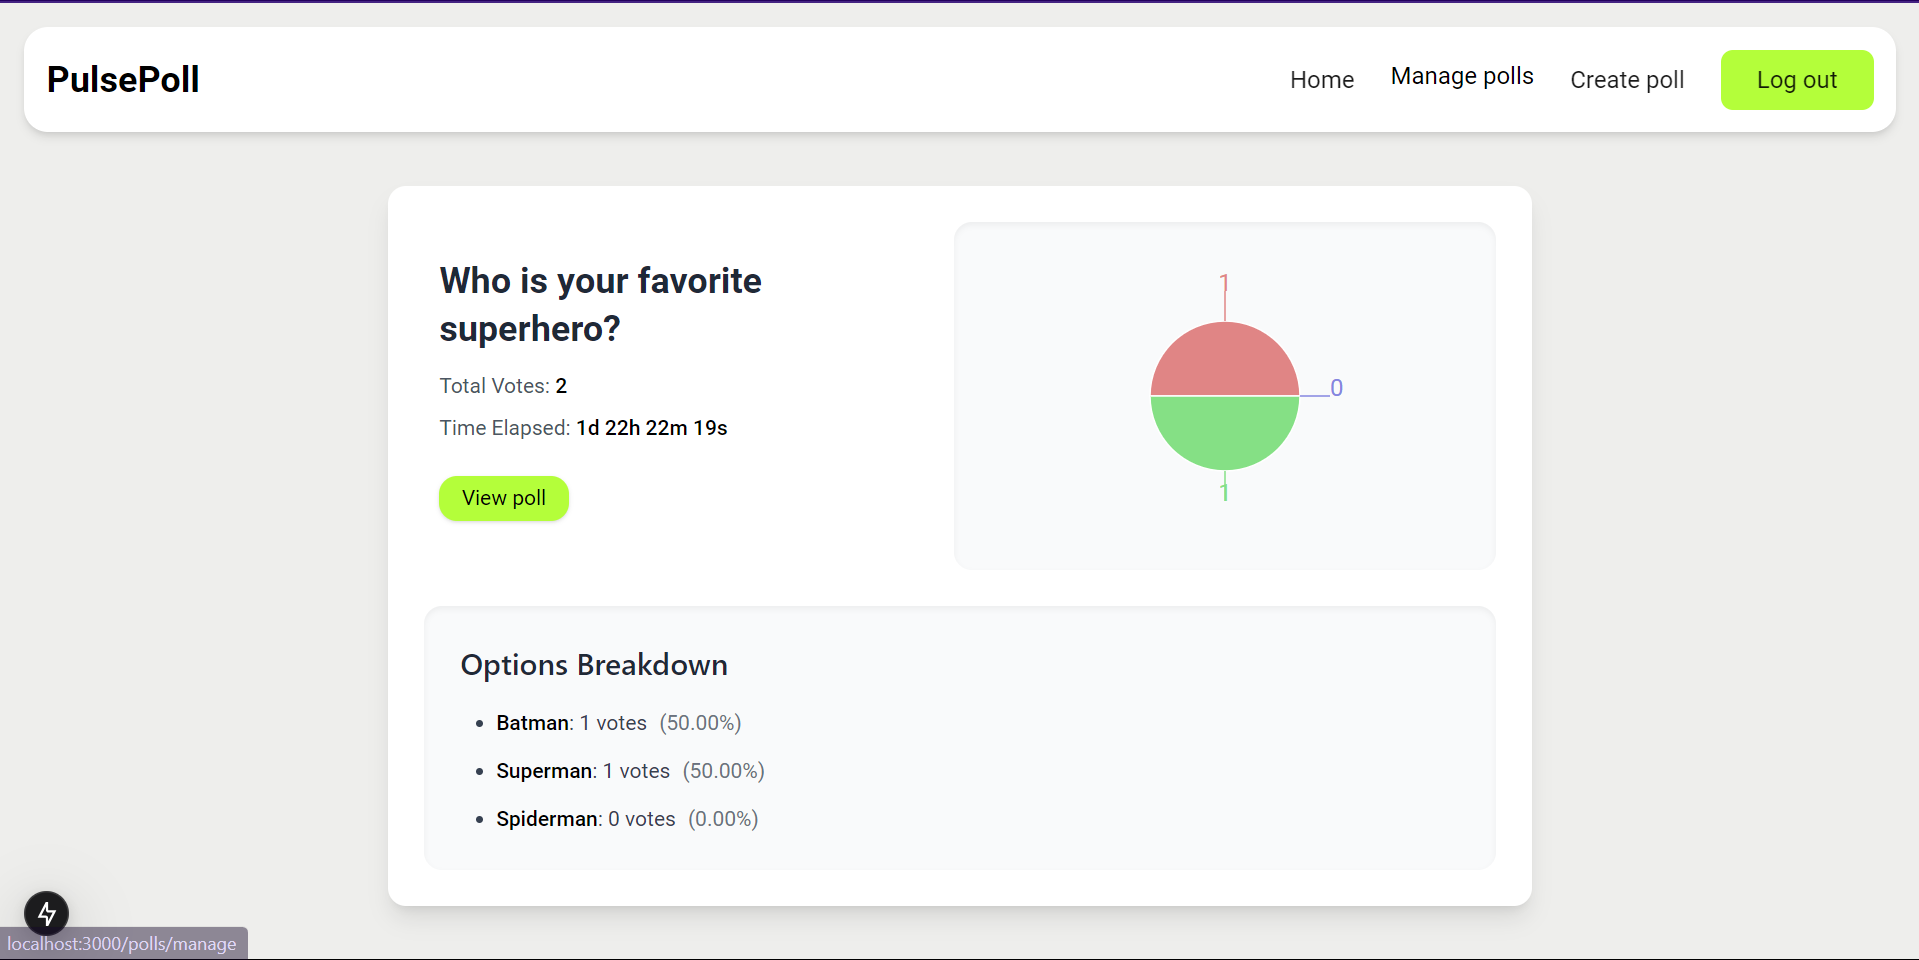 PulsePoll
Home
Manage polls
Create poll
Log out
Who is your favorite
superhero?
Total Votes: 2
Time Elapsed: 1d 22h 22m 19s
View poll
1
0
1
Options Breakdown
Batman: 1 votes (50.00%)
Superman: 1 votes (50.00%)
Spiderman: 0 votes (0.00%)
localhost:3000/polls/manage